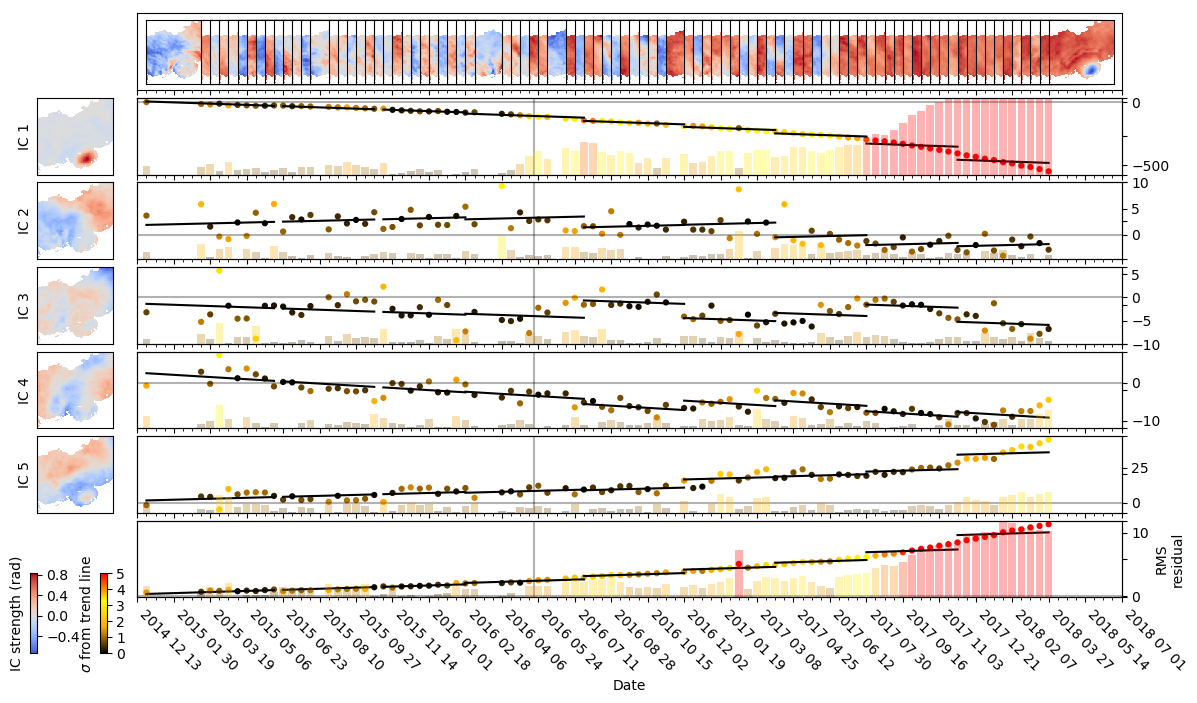 IC 1
0
−500
IC 2
10
5
0
IC 3
5
0
−5
−10
IC 4
0
−10
IC 5
25
0
10
0
RMS
residual
IC strength (rad)
0.8
0.4
0.0
−0.4
σ from trend line
5
4
3
2
1
0
2014 12 13
2015 01 30
2015 03 19
2015 05 06
2015 06 23
2015 08 10
2015 09 27
2015 11 14
2016 01 01
2016 02 18
2016 04 06
2016 05 24
2016 07 11
2016 08 28
2016 10 15
2016 12 02
2017 01 19
2017 03 08
2017 04 25
2017 06 12
2017 07 30
2017 09 16
2017 11 03
2017 12 21
2018 02 07
2018 03 27
2018 05 14
2018 07 01
Date